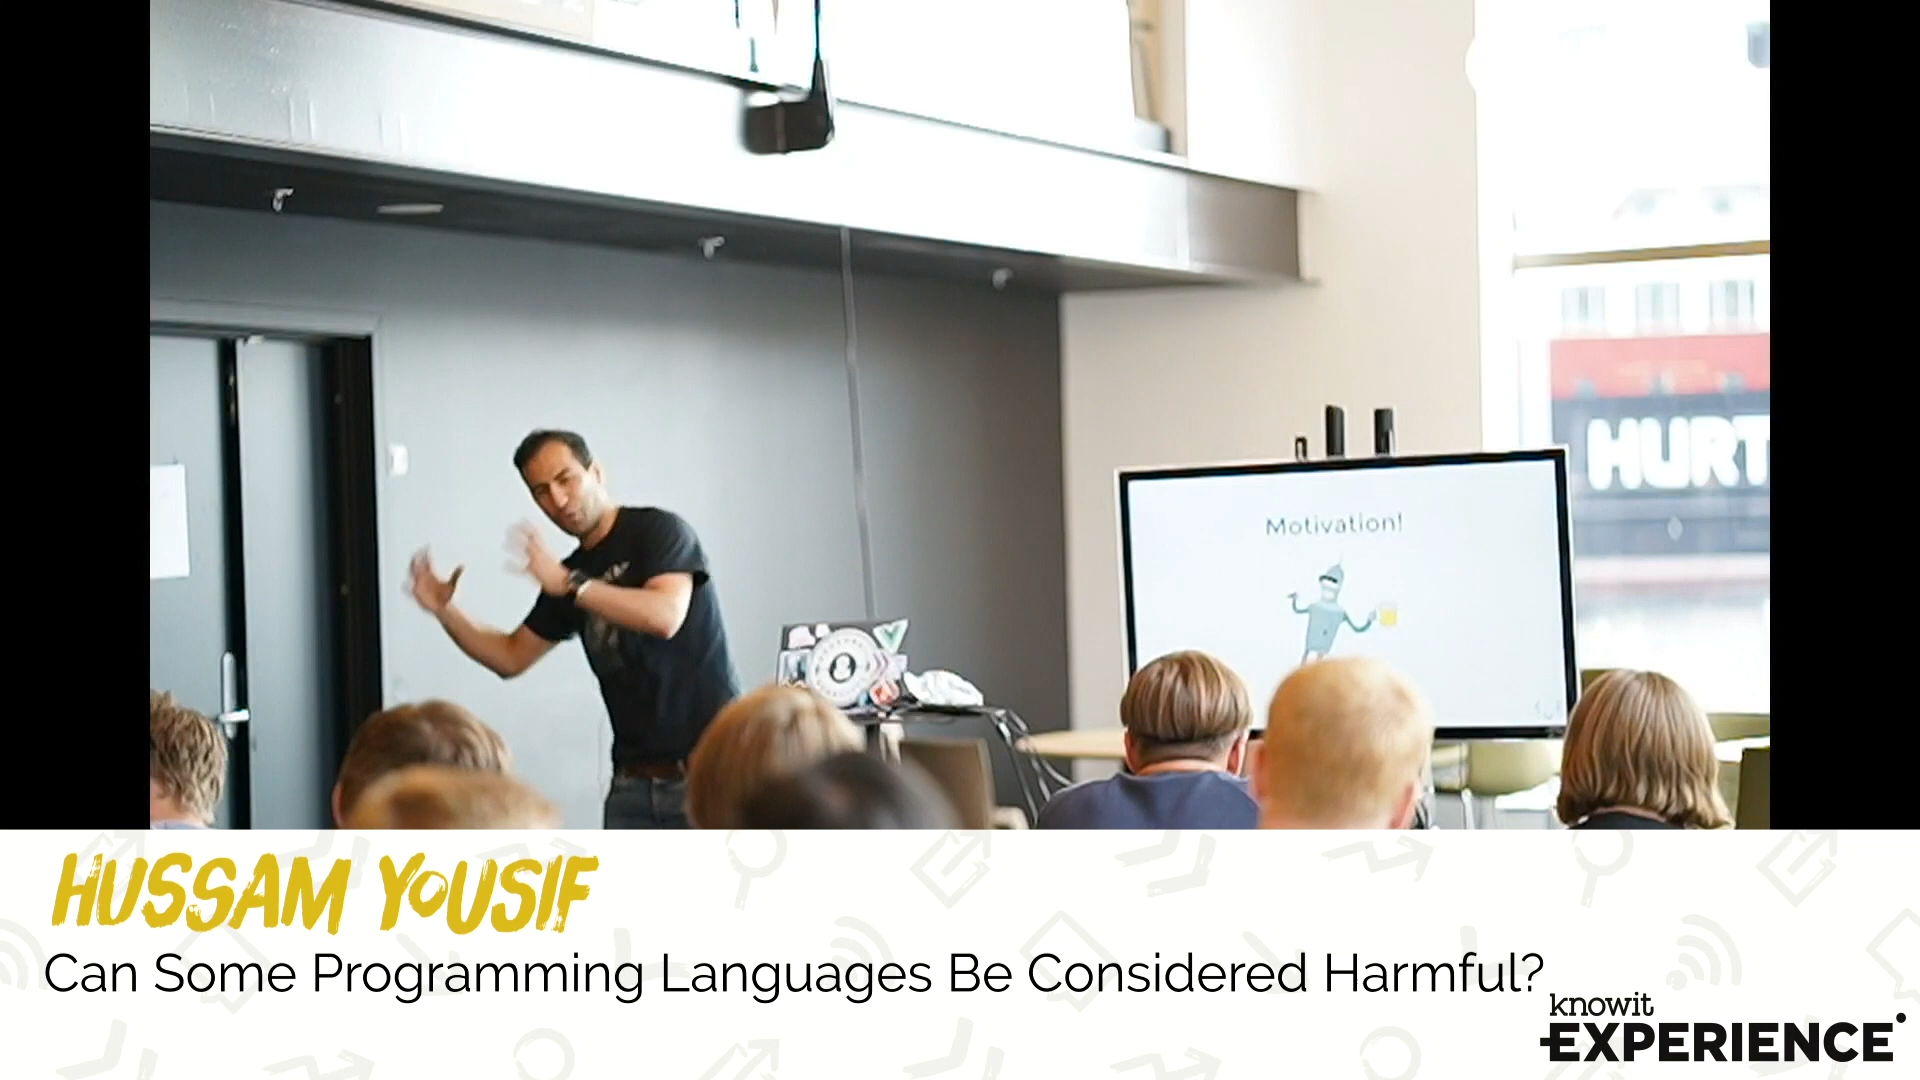 HURT
Motivation!
HUSSAM YOUSIF
Can Some Programming Languages Be Considered Harmful?
knowit
EXPERIENCE